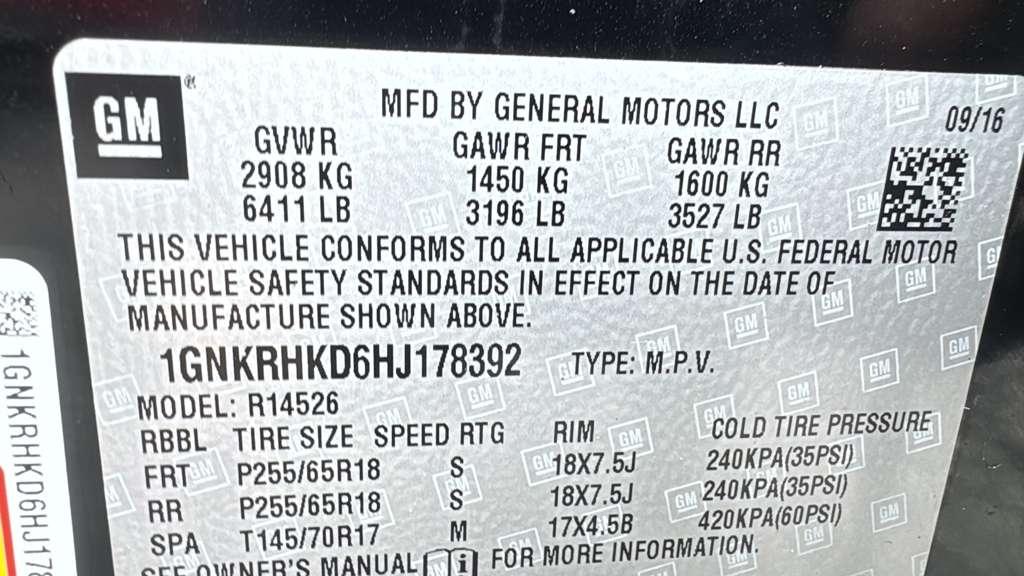 GM
MFD BY GENERAL MOTORS LLC
09/16
GVWR GAWR FRT GAWR RR
2908 KG 1450 KG 1600 KG
6411 LB 3196 LB 3527 LB
THIS VEHICLE CONFORMS TO ALL APPLICABLE U.S. FEDERAL MOTOR
VEHICLE SAFETY STANDARDS IN EFFECT ON THE DATE OF
MANUFACTURE SHOWN ABOVE.
1GNKRHKD6HJ178392 TYPE: M.P.V.
MODEL: R14526
RBBL TIRE SIZE SPEED RTG RIM COLD TIRE PRESSURE
FRT P255/65R18 S 18X7.5J 240KPA(35PSI)
RR P255/65R18 S 18X7.5J 240KPA(35PSI)
SPA T145/70R17 M 17X4.5B 420KPA(60PSI)
SEE OWNER'S MANUAL FOR MORE INFORMATION.
1GNKRHKD6HJ178